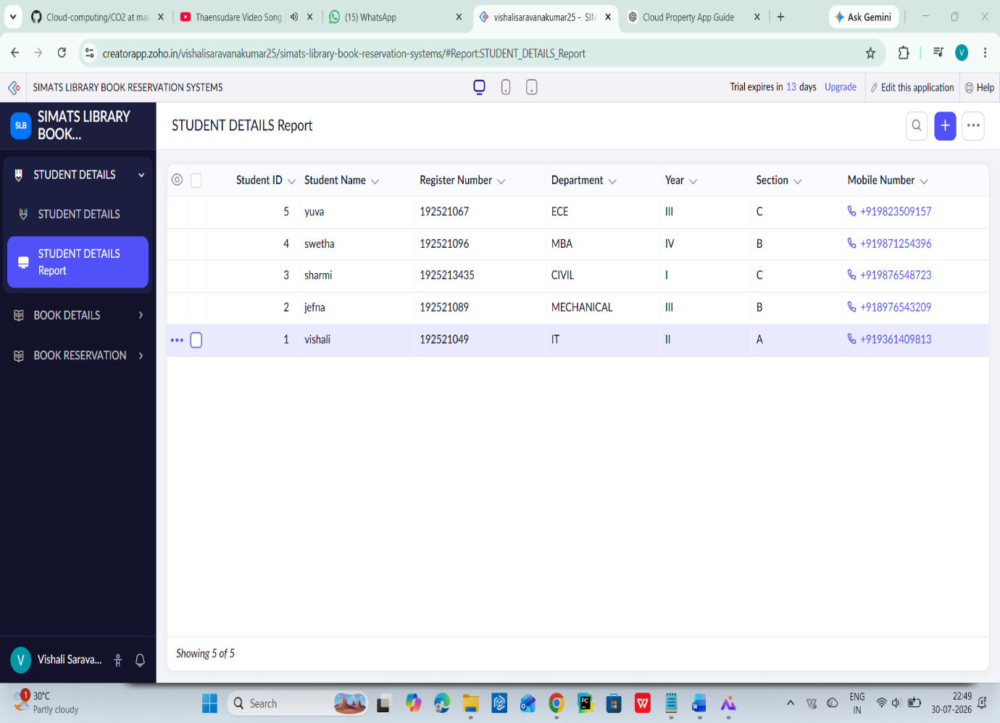 Cloud-computing/CO2 at mai
Thaensudare Video Song
(15) WhatsApp
vishalisaravanakumar25 - SIM
Cloud Property App Guide
Ask Gemini
creatorapp.zoho.in/vishalisaravanakumar25/simats-library-book-reservation-systems/#Report:STUDENT_DETAILS_Report
V
SIMATS LIBRARY BOOK RESERVATION SYSTEMS
Trial expires in 13 days Upgrade
Edit this application
Help
SLB
SIMATS LIBRARY
BOOK...
STUDENT DETAILS
STUDENT DETAILS
STUDENT DETAILS
Report
BOOK DETAILS
BOOK RESERVATION
STUDENT DETAILS Report
Student ID Student Name Register Number Department Year Section Mobile Number
5 yuva 192521067 ECE III C +919823509157
4 swetha 192521096 MBA IV B +919871254396
3 sharmi 1925213435 CIVIL I C +919876548723
2 jefna 192521089 MECHANICAL III B +918976543209
1 vishali 192521049 IT II A +919361409813
Showing 5 of 5
V
Vishali Sarava...
1
30°C
Partly cloudy
Search
PC
W
W
ENG
IN
22:49
30-07-2026